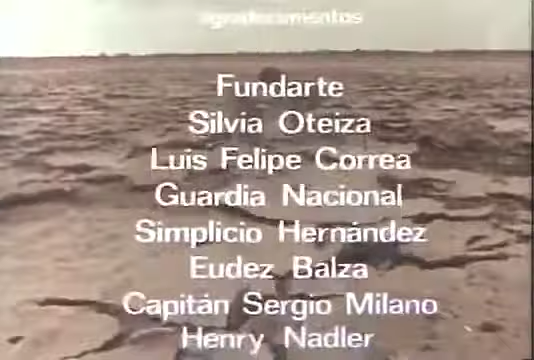 agradecimientos
Fundarte
Silvia Oteiza
Luis Felipe Correa
Guardia Nacional
Simplicio Hernández
Eudez Balza
Capitán Sergio Milano
Henry Nadler